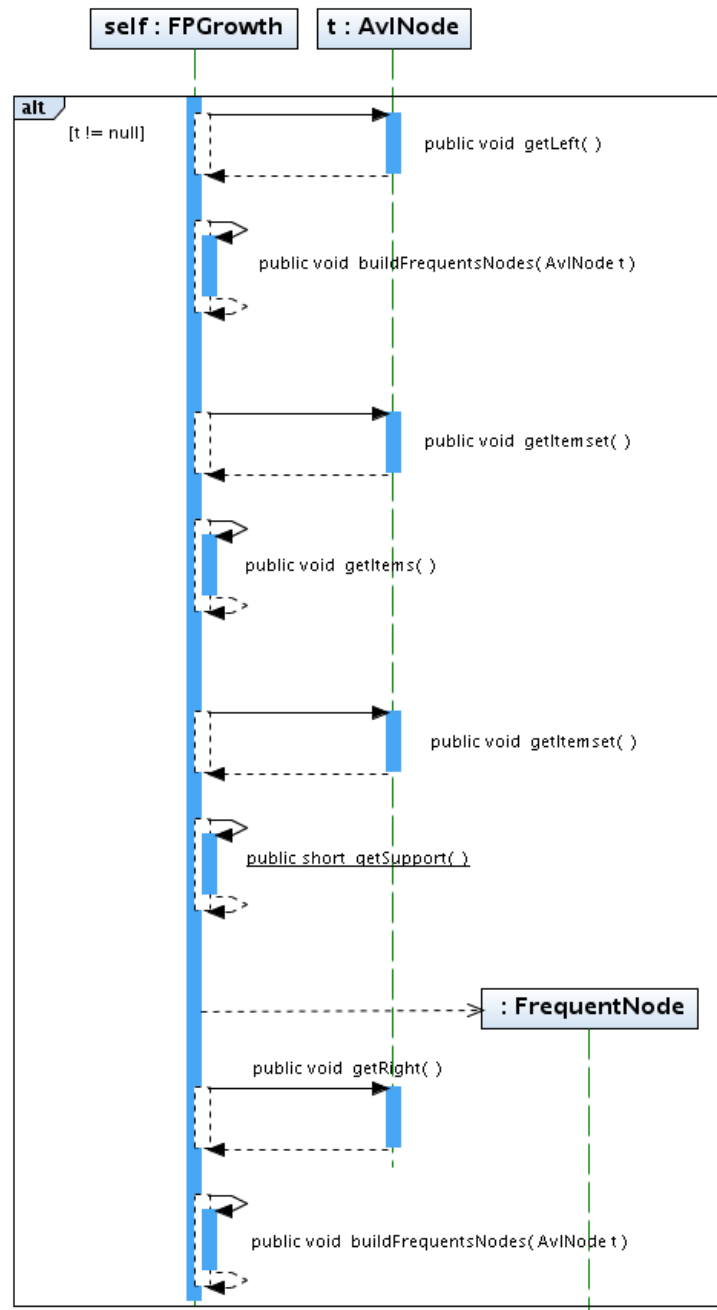 self : FPGrowth
t : AvlNode
alt
[t != null]
public void getLeft( )
public void buildFrequentsNodes( AvlNode t )
public void getItemset( )
public void getItems( )
public void getItemset( )
public short getSupport( )
: FrequentNode
public void getRight( )
public void buildFrequentsNodes( AvlNode t )